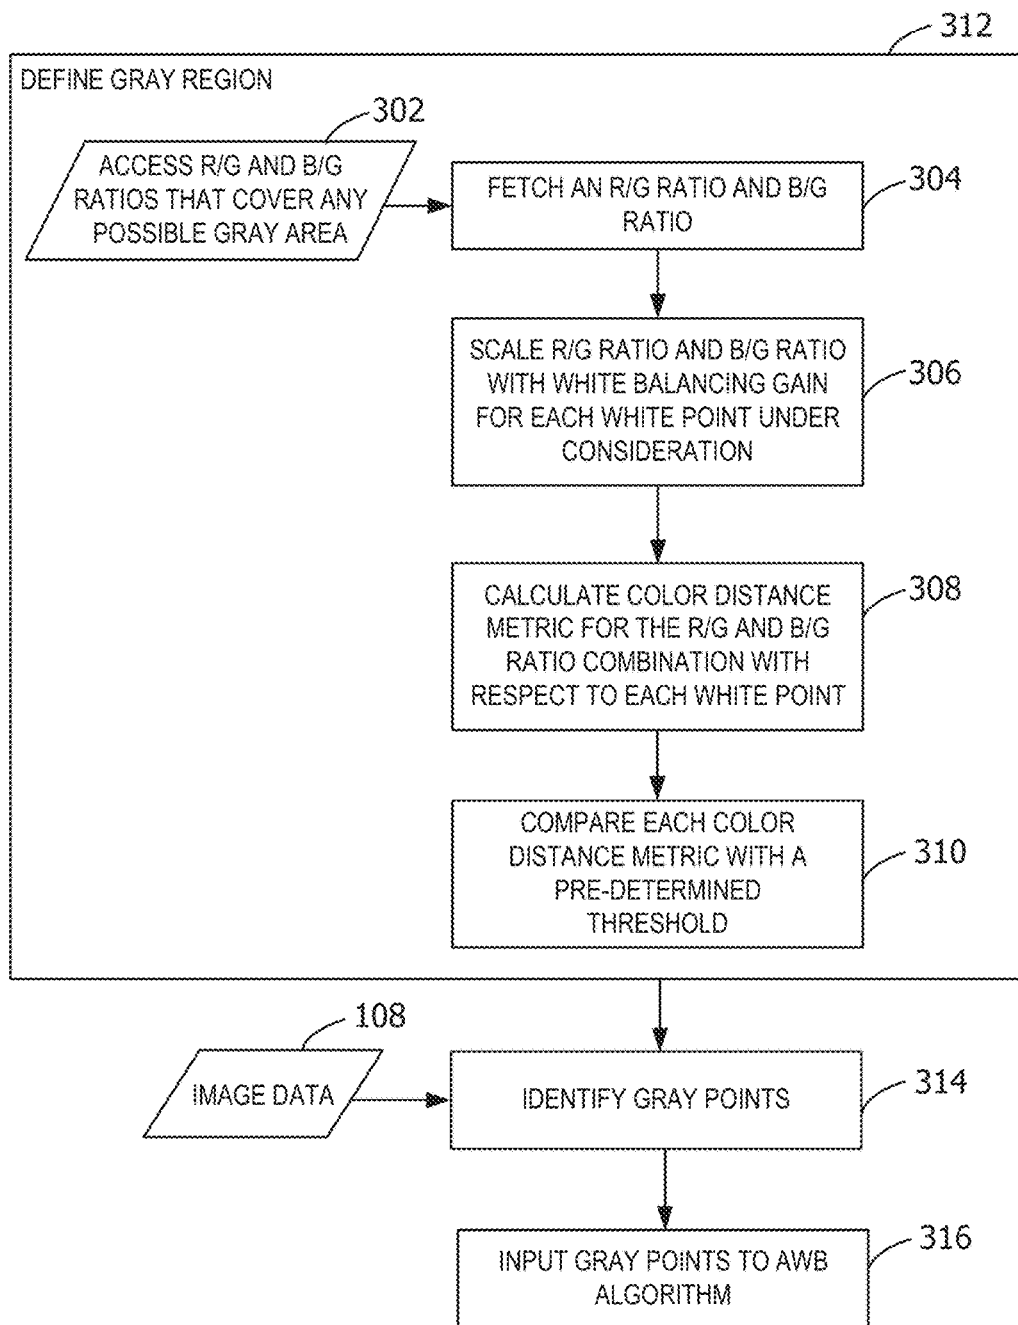 312
DEFINE GRAY REGION
302
ACCESS R/G AND B/G
RATIOS THAT COVER ANY
POSSIBLE GRAY AREA
FETCH AN R/G RATIO AND B/G
RATIO
304
SCALE R/G RATIO AND B/G RATIO
WITH WHITE BALANCING GAIN
FOR EACH WHITE POINT UNDER
CONSIDERATION
306
CALCULATE COLOR DISTANCE
METRIC FOR THE R/G AND B/G
RATIO COMBINATION WITH
RESPECT TO EACH WHITE POINT
308
COMPARE EACH COLOR
DISTANCE METRIC WITH A
PRE-DETERMINED
THRESHOLD
310
108
IMAGE DATA
IDENTIFY GRAY POINTS
314
INPUT GRAY POINTS TO AWB
ALGORITHM
316